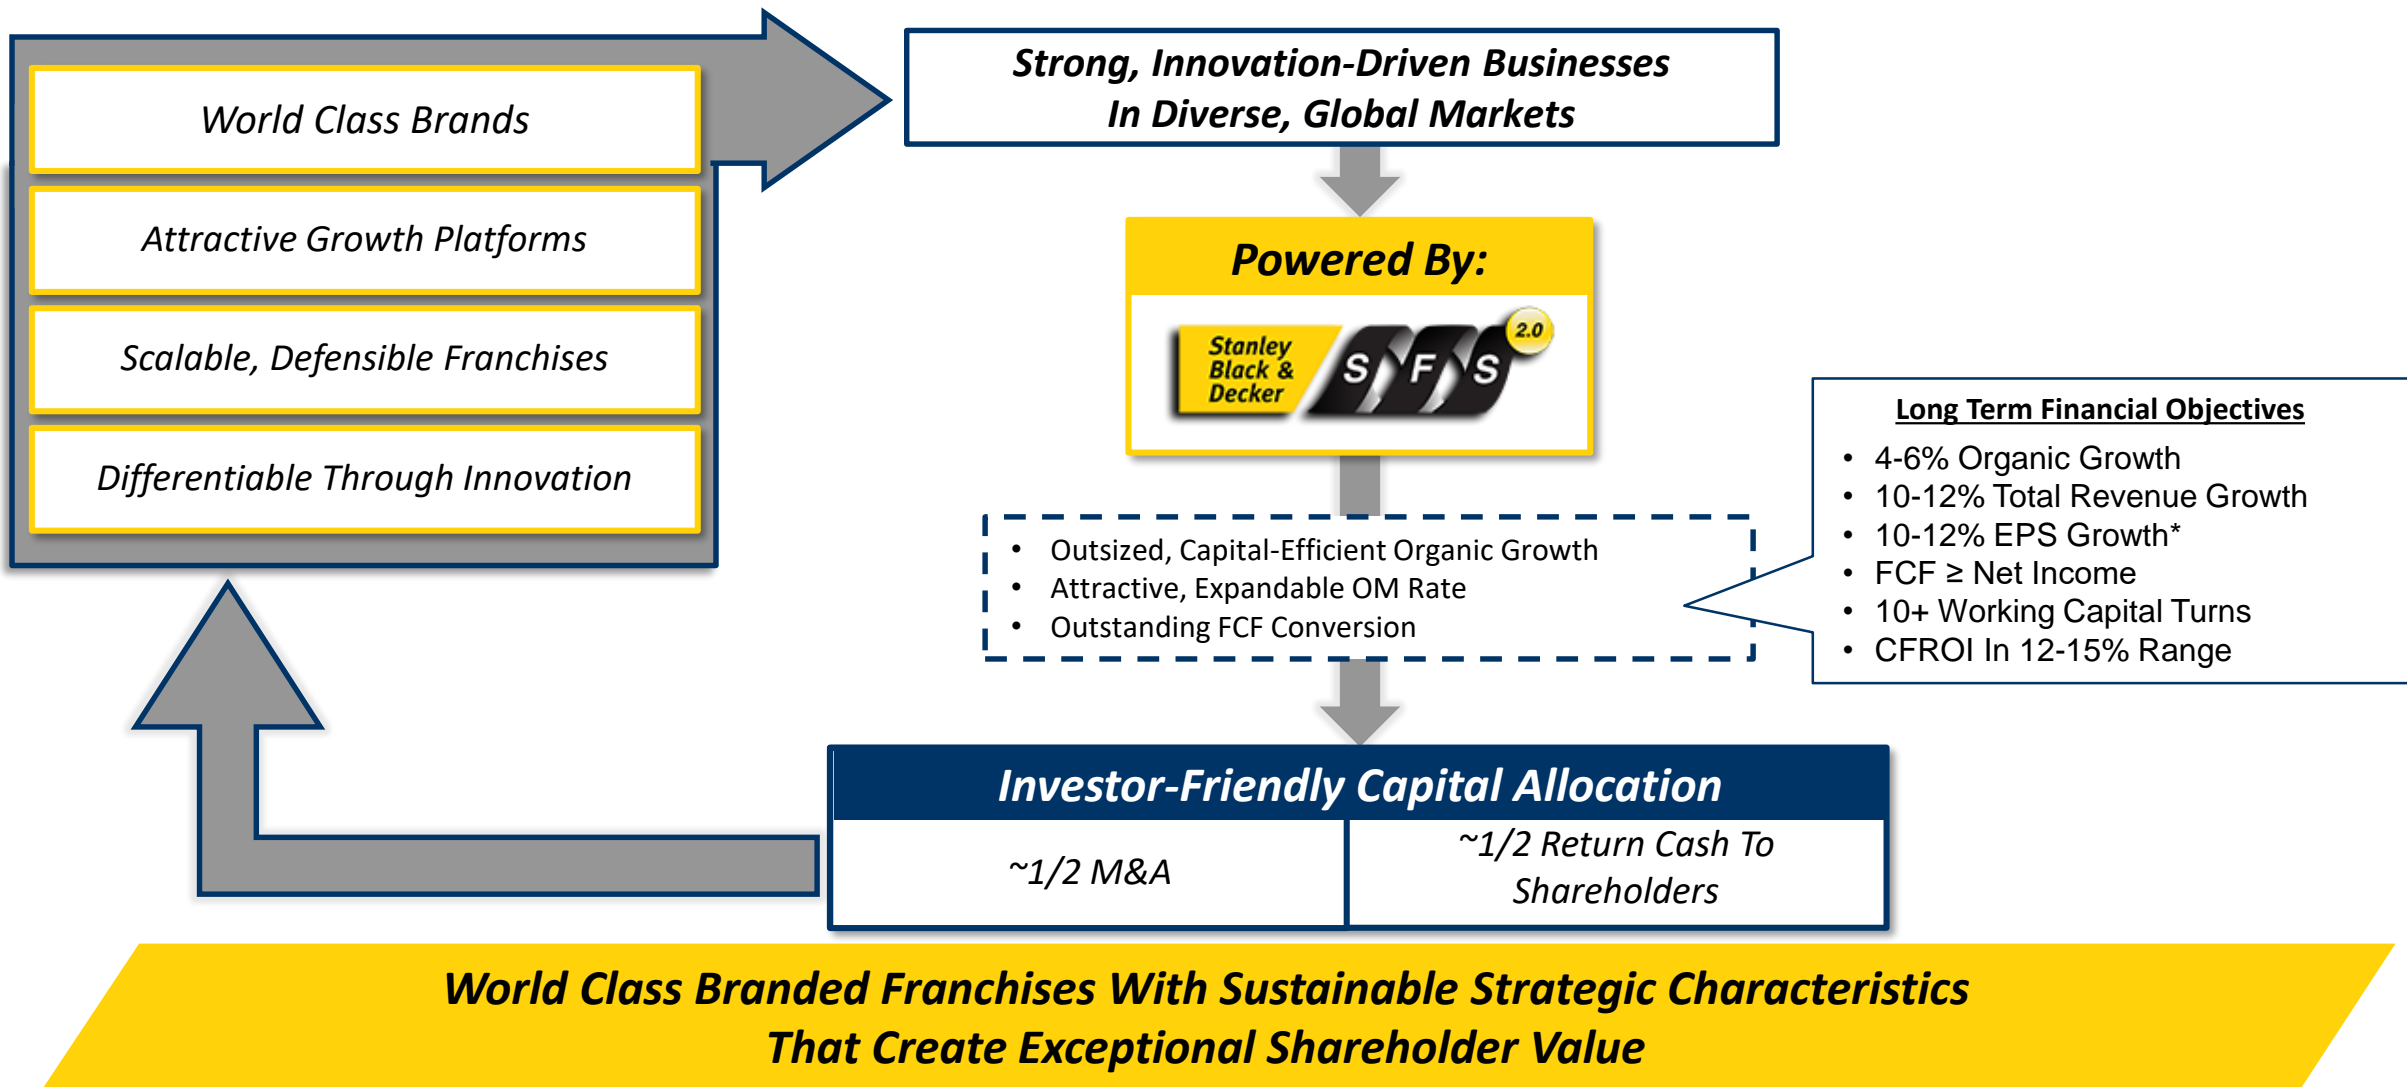 World Class Brands
Attractive Growth Platforms
Scalable, Defensible Franchises
Differentiable Through Innovation
Strong, Innovation-Driven Businesses
In Diverse, Global Markets
Powered By:
Stanley
Black &
Decker
SFS
2.0
• Outsized, Capital-Efficient Organic Growth
• Attractive, Expandable OM Rate
• Outstanding FCF Conversion
Long Term Financial Objectives
• 4-6% Organic Growth
• 10-12% Total Revenue Growth
• 10-12% EPS Growth*
• FCF ≥ Net Income
• 10+ Working Capital Turns
• CFROI In 12-15% Range
Investor-Friendly Capital Allocation
~1/2 M&A
~1/2 Return Cash To
Shareholders
World Class Branded Franchises With Sustainable Strategic Characteristics
That Create Exceptional Shareholder Value